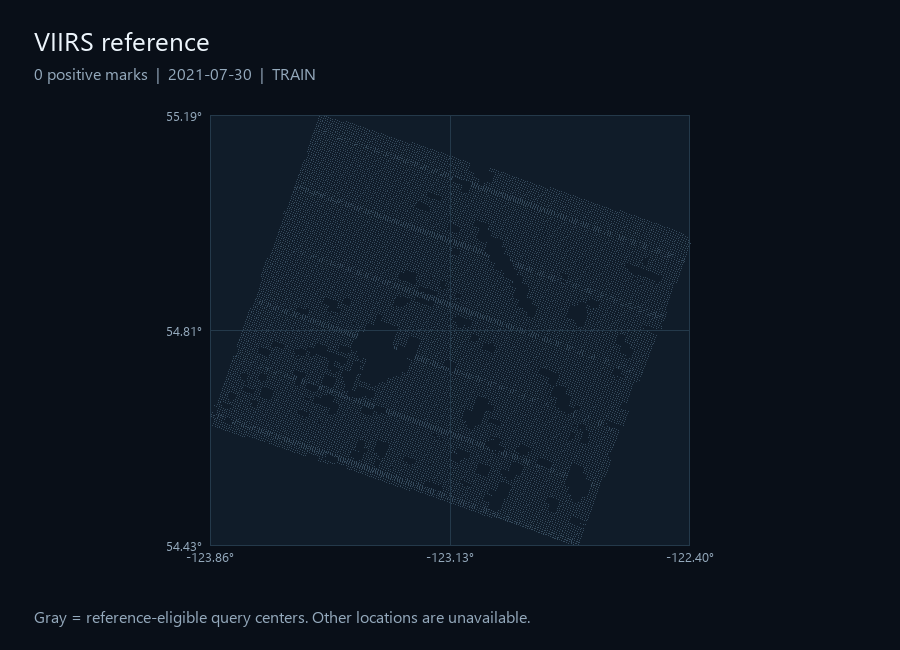 VIIRS reference
0 positive marks | 2021-07-30 | TRAIN
55.19°
54.81°
54.43°
-123.86° -123.13° -122.40°
Gray = reference-eligible query centers. Other locations are unavailable.